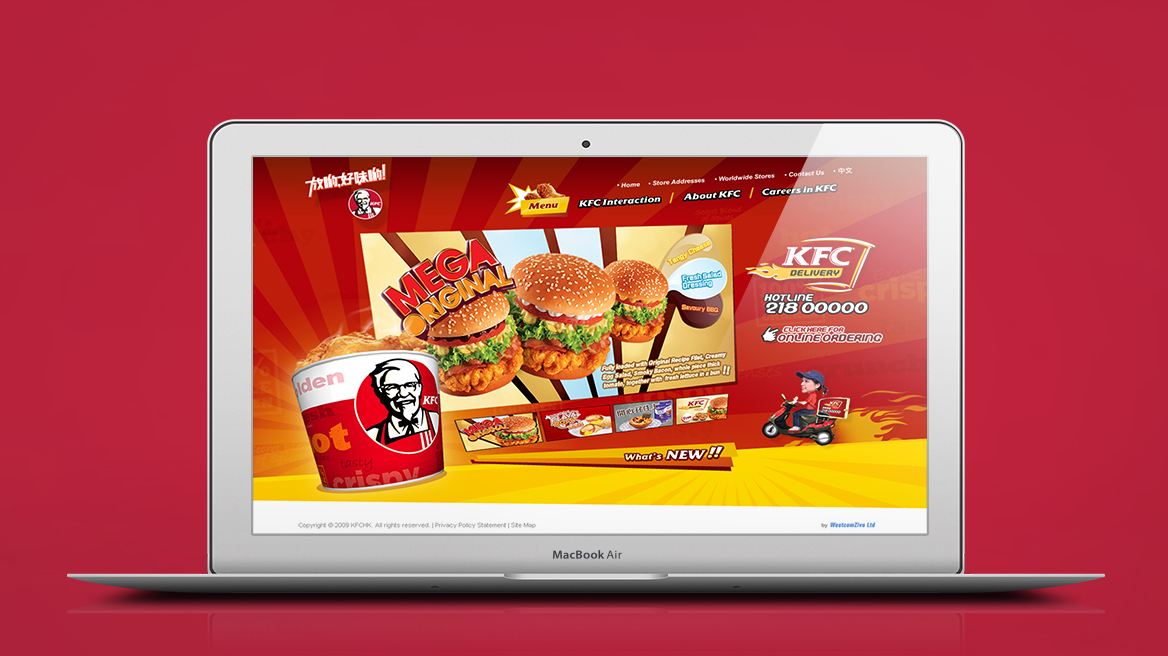 放啲,好味啲!
KFC
• Home • Store Addresses • Worldwide Stores • Contact Us • 中文
Menu
KFC Interaction | About KFC | Careers in KFC
MEGA
ORIGINAL
Tangy Cheese
Fresh Salad
Dressing
Savoury BBQ
Fully loaded with Original Recipe Filet, Creamy
Egg Salad, Smoky Bacon, whole piece thick
tomato, together with fresh lettuce in a bun !!
KFC
DELIVERY
HOTLINE
218 00000
CLICK HERE FOR
ONLINE ORDERING
KFC
tasty
crispy
What's NEW !!
Copyright © 2009 KFCHK. All rights reserved. | Privacy Policy Statement | Site Map
by WeetcomZivo Ltd
MacBook Air